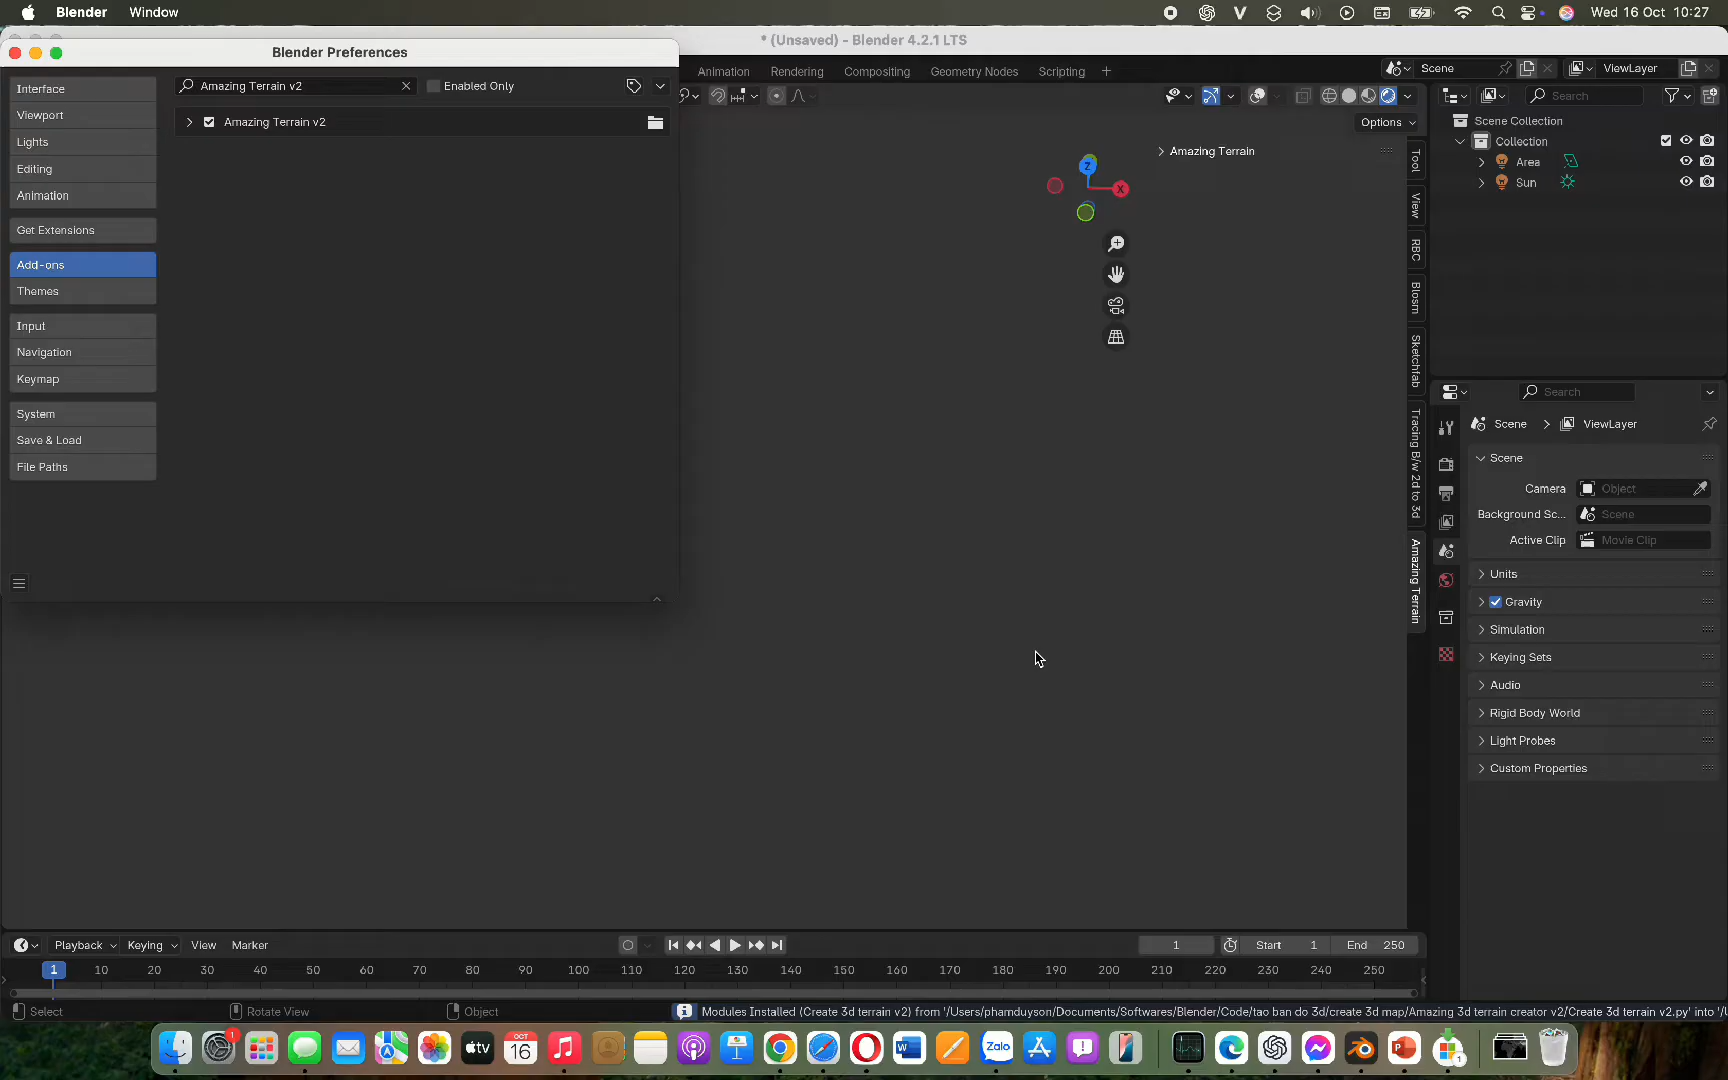 Blender Window
Wed 16 Oct 10:27
* (Unsaved) - Blender 4.2.1 LTS
Blender Preferences
Animation Rendering Compositing Geometry Nodes Scripting +
Scene
ViewLayer
Interface
Viewport
Lights
Editing
Animation
Get Extensions
Add-ons
Themes
Input
Navigation
Keymap
System
Save & Load
File Paths
Amazing Terrain v2
Enabled Only
Amazing Terrain v2
Options
Amazing Terrain
Z
X
Tool
View
RBC
Blosm
Sketchfab
Tracing B/w 2d to 3d
Amazing Terrain
Search
Scene Collection
Collection
Area
Sun
Search
Scene > ViewLayer
Scene
Camera Object
Background Sc... Scene
Active Clip Movie Clip
Units
Gravity
Simulation
Keying Sets
Audio
Rigid Body World
Light Probes
Custom Properties
Playback Keying View Marker
1 Start 1 End 250
1 10 20 30 40 50 60 70 80 90 100 110 120 130 140 150 160 170 180 190 200 210 220 230 240 250
Select Rotate View Object
Modules Installed (Create 3d terrain v2) from '/Users/phamduyson/Documents/Softwares/Blender/Code/tao ban do 3d/create 3d map/Amazing 3d terrain creator v2/Create 3d terrain v2.py' into '/U
1
OCT
16
tv
Zalo
1